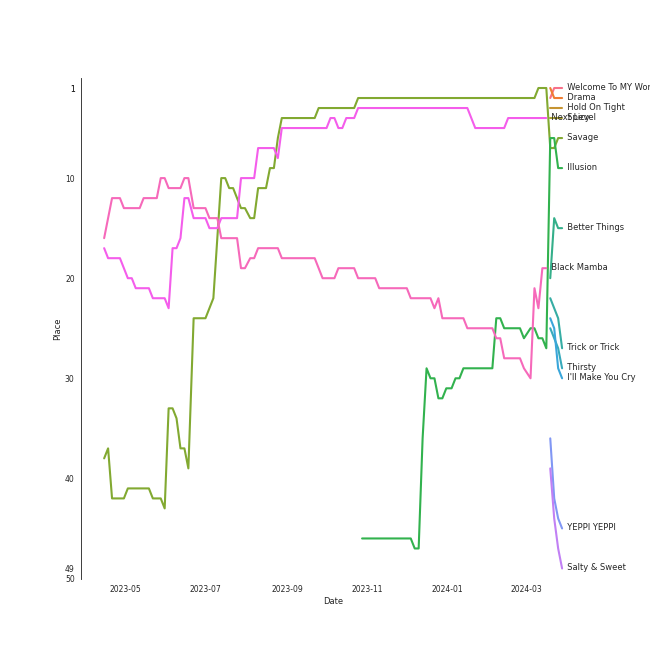 1
Welcome To MY Wor
Drama
Hold On Tight
Next Level
Spicy
Savage
10
Illusion
Better Things
20
Black Mamba
Trick or Trick
Thirsty
30
I'll Make You Cry
40
YEPPI YEPPI
49
Salty & Sweet
50
Place
2023-05
2023-07
2023-09
2023-11
2024-01
2024-03
Date